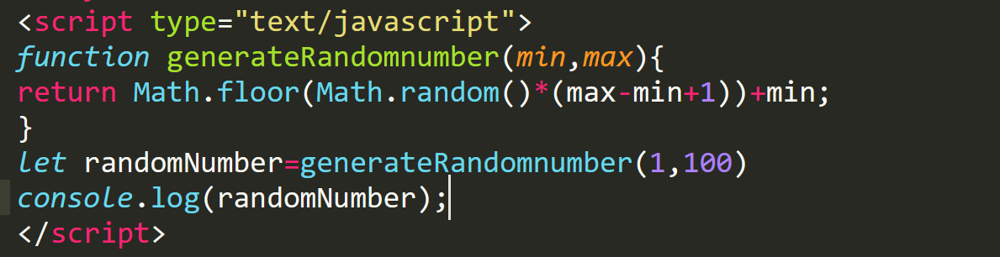 <script type="text/javascript">
function generateRandomnumber(min,max){
return Math.floor(Math.random()*(max-min+1))+min;
}
let randomNumber=generateRandomnumber(1,100)
console.log(randomNumber);
</script>